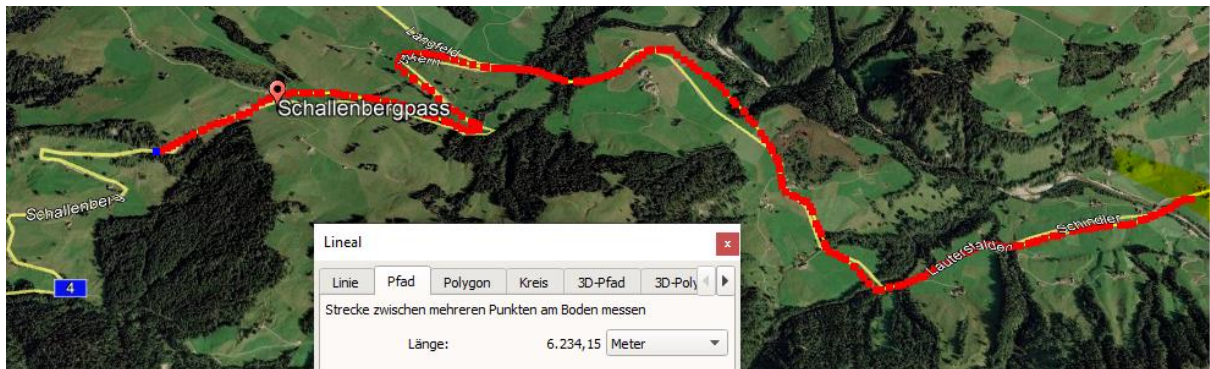 Längfeld
Schallenbergpass
Schallenberg
Lauterstalden
Schindler
4
Lineal
x
Linie Pfad Polygon Kreis 3D-Pfad 3D-Poly
Strecke zwischen mehreren Punkten am Boden messen
Länge: 6.234,15 Meter